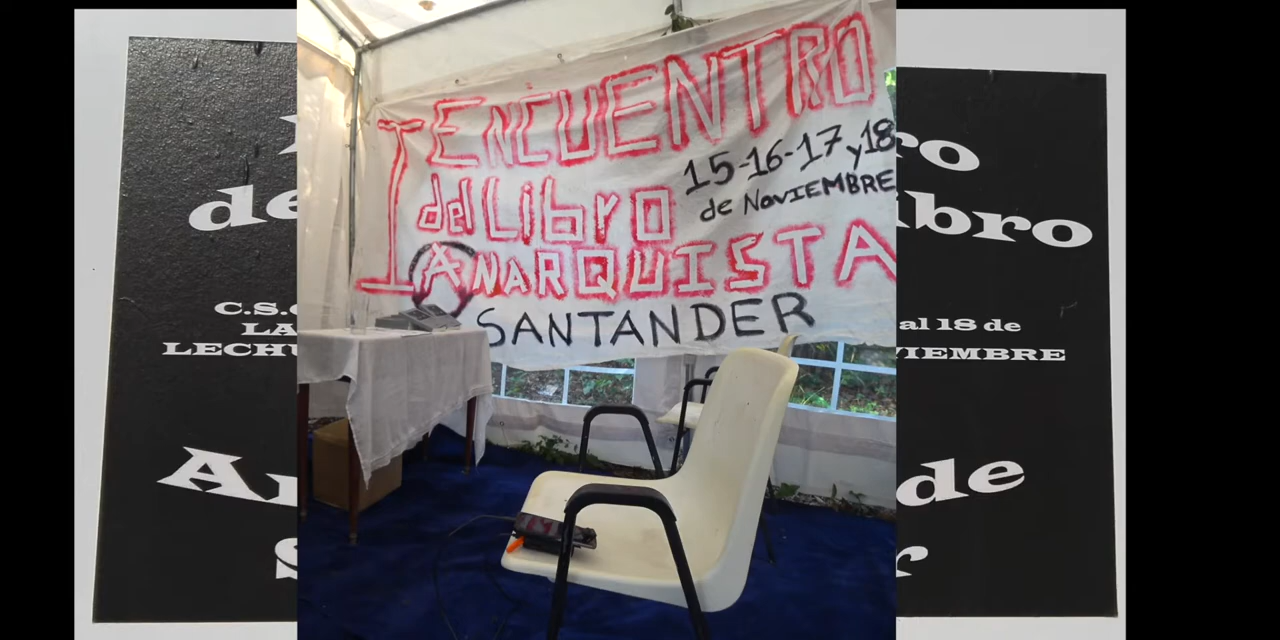 I ENCUENTRO
15-16-17 y 18
de NoviEMBRE
del LibrO
ANARQUISTA
SANTANDER
de
C.S.
LA
LECHU
ro
ibro
al 18 de
VIEMBRE
A
de
S
r